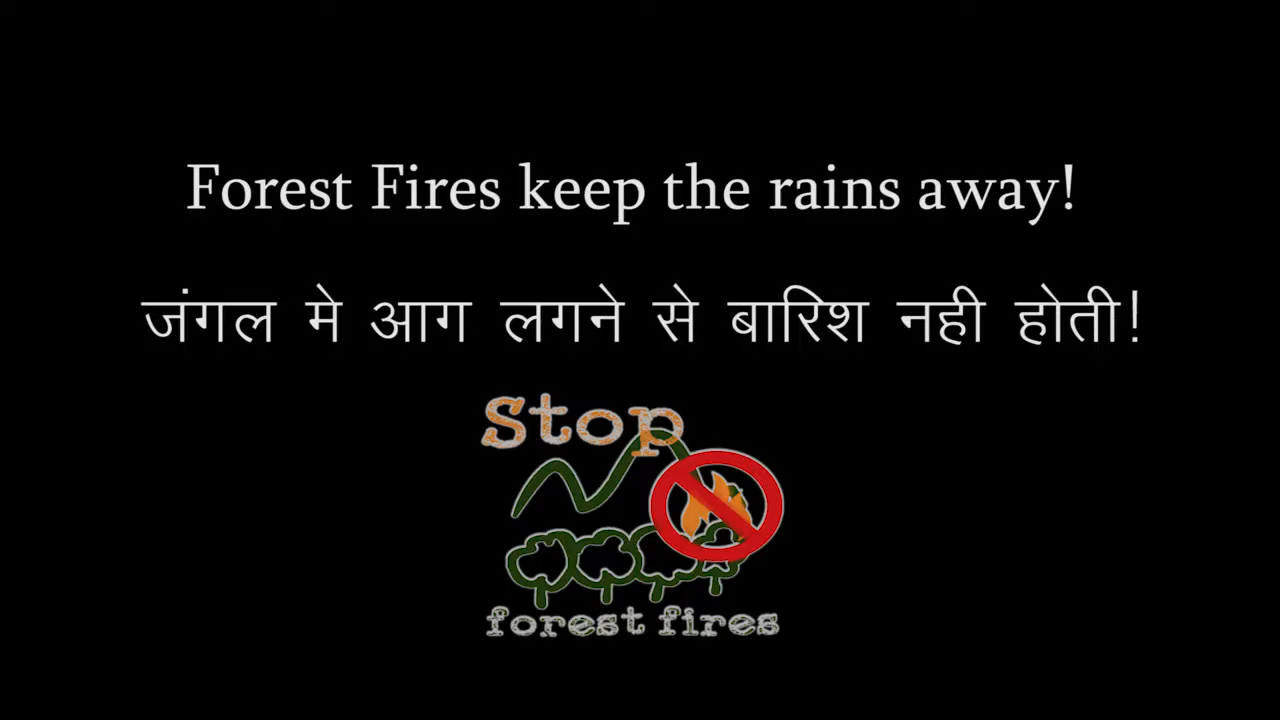 Forest Fires keep the rains away!
जंगल मे आग लगने से बारिश नही होती!
Stop
forest fires